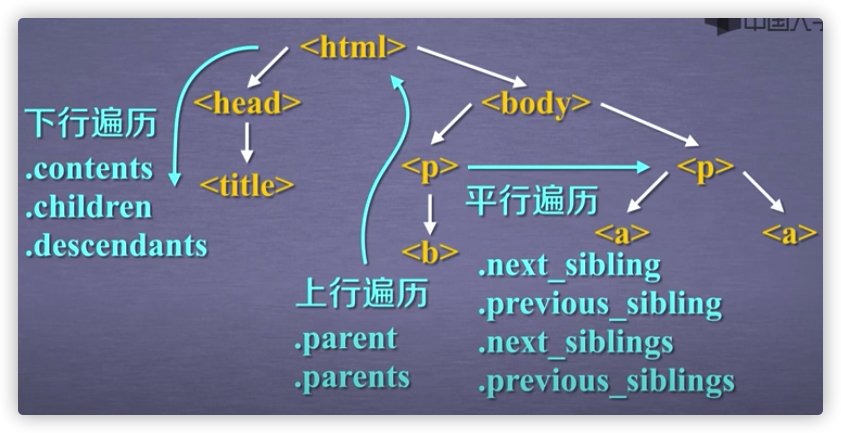 中国大学
<html>
<head>
<body>
下行遍历
.contents
.children
.descendants
<title>
<p>
<p>
平行遍历
<b>
<a>
<a>
.next_sibling
.previous_sibling
.next_siblings
.previous_siblings
上行遍历
.parent
.parents